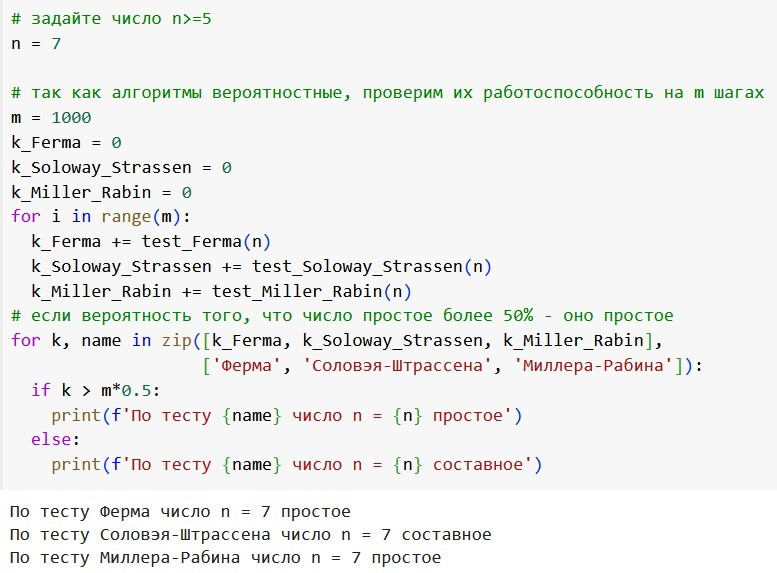 # задайте число n>=5
n = 7
# так как алгоритмы вероятностные, проверим их работоспособность на m шагах
m = 1000
k_Ferma = 0
k_Soloway_Strassen = 0
k_Miller_Rabin = 0
for i in range(m):
  k_Ferma += test_Ferma(n)
  k_Soloway_Strassen += test_Soloway_Strassen(n)
  k_Miller_Rabin += test_Miller_Rabin(n)
# если вероятность того, что число простое более 50% - оно простое
for k, name in zip([k_Ferma, k_Soloway_Strassen, k_Miller_Rabin],
                   ['Ферма', 'Соловэя-Штрассена', 'Миллера-Рабина']):
  if k > m*0.5:
    print(f'По тесту {name} число n = {n} простое')
  else:
    print(f'По тесту {name} число n = {n} составное')
По тесту Ферма число n = 7 простое
По тесту Соловэя-Штрассена число n = 7 составное
По тесту Миллера-Рабина число n = 7 простое